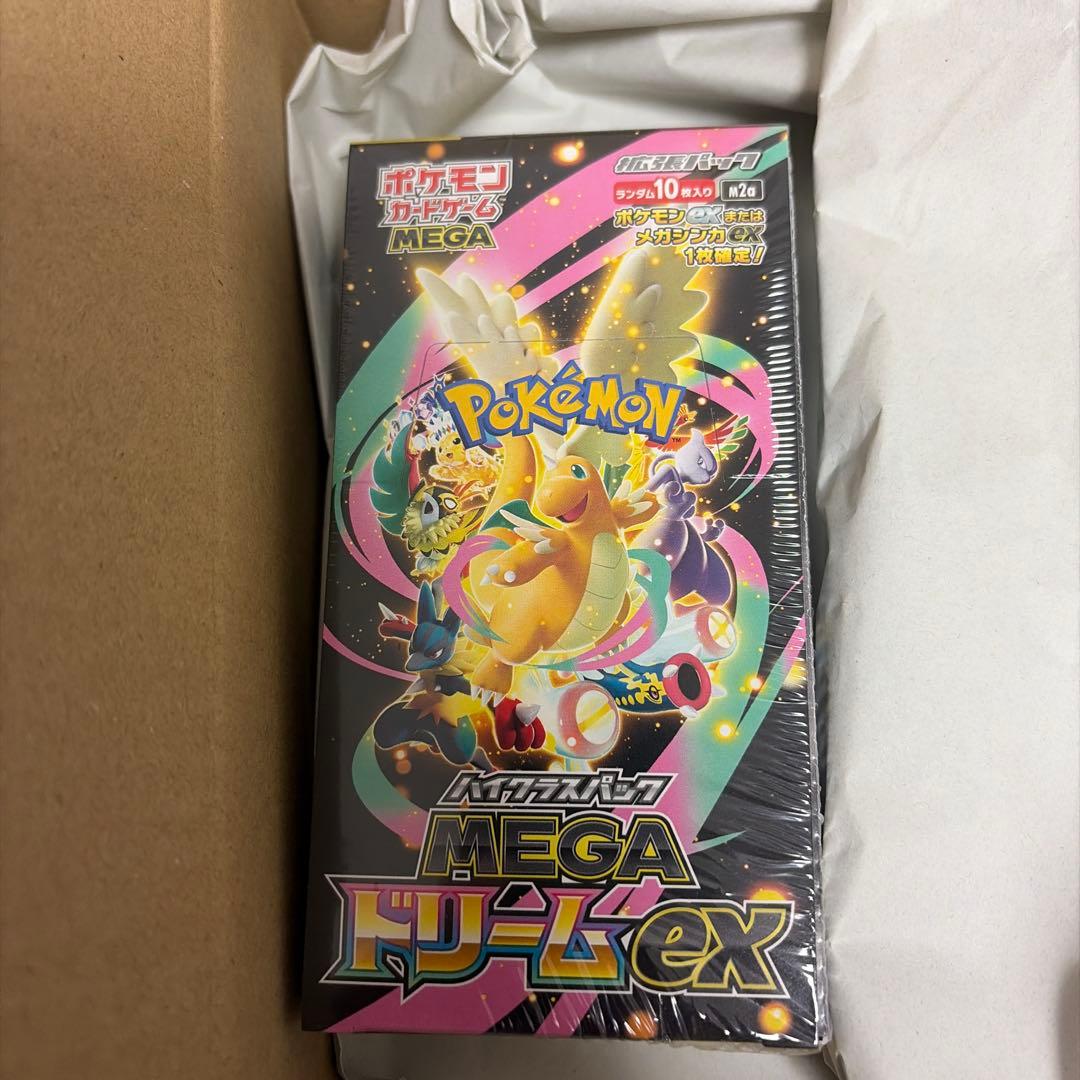 ポケモン
カードゲーム
MEGA
拡張パック
ランダム10枚入り M2a
ポケモンexまたは
メガシンカex
1枚確定!
POKéMON
TM
ハイクラスパック
MEGA
ドリームex